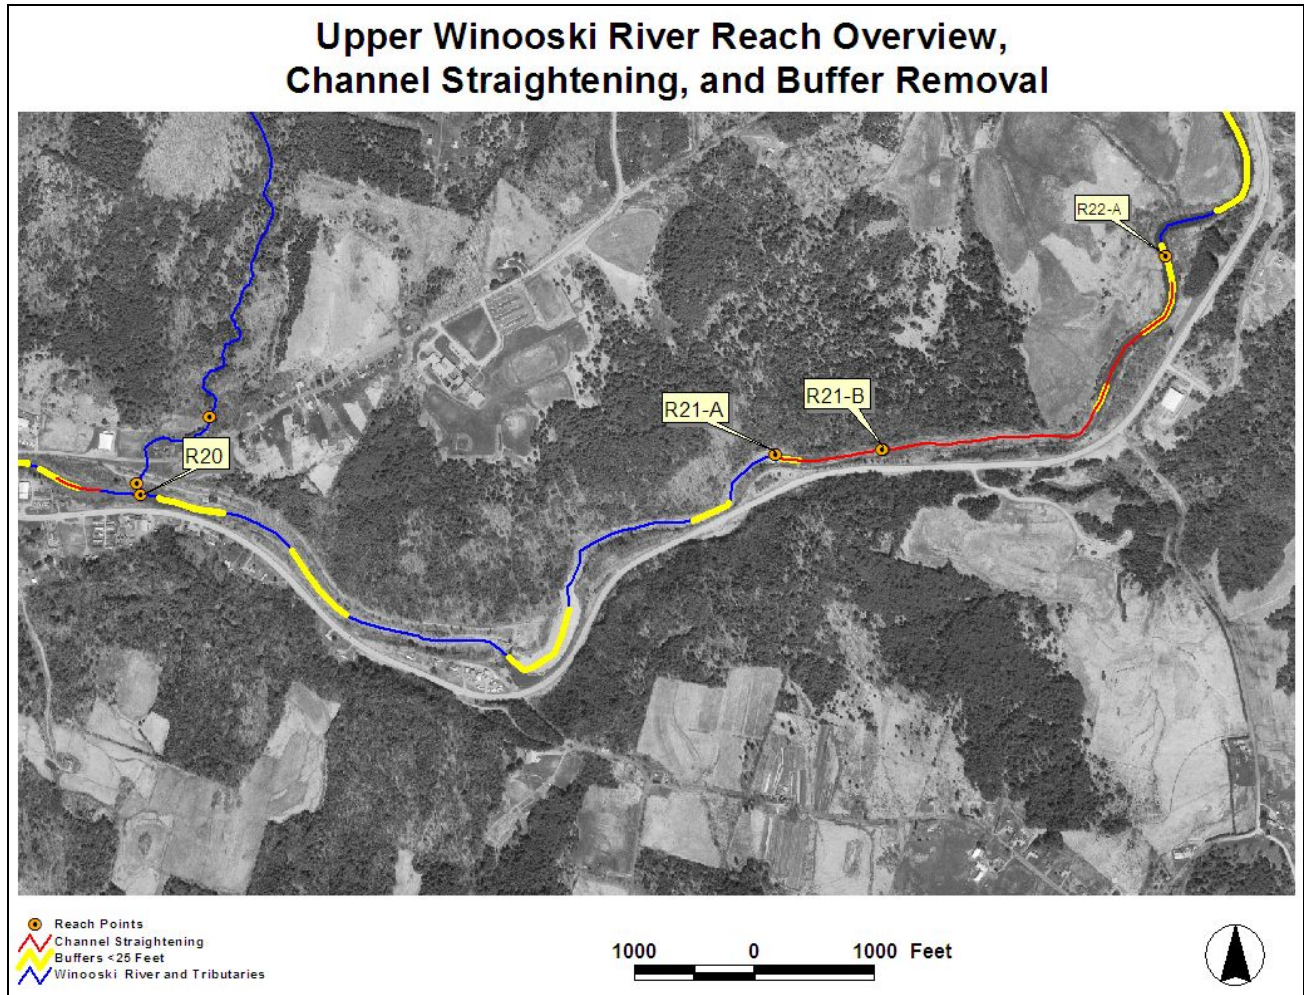 Upper Winooski River Reach Overview,
Channel Straightening, and Buffer Removal
R22-A
R21-B
R21-A
R20
Reach Points
Channel Straightening
Buffers <25 Feet
Winooski River and Tributaries
1000 0 1000 Feet